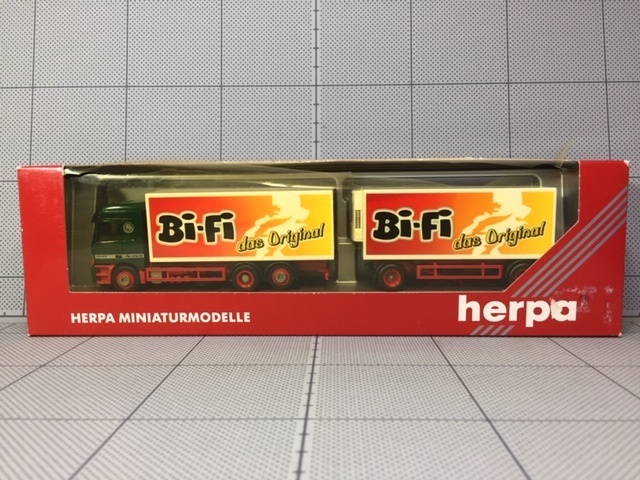 Bi-Fi
das Original
Bi-Fi
das Original
HERPA MINIATURMODELLE
herpa